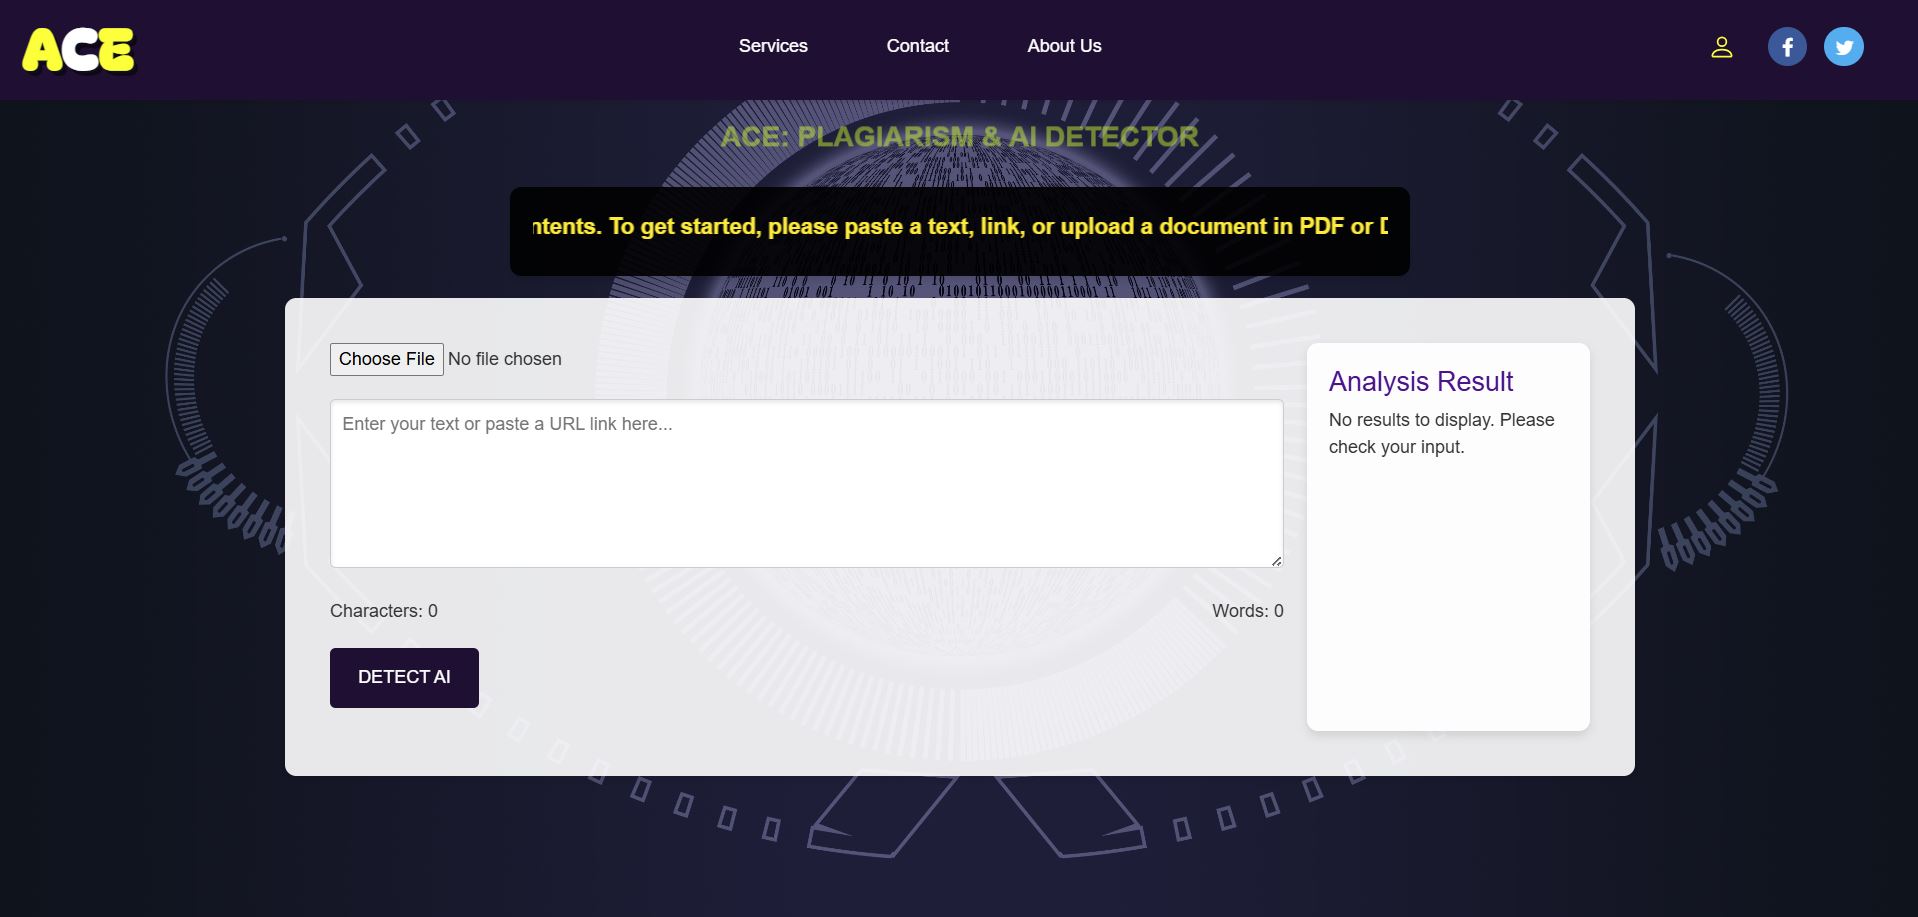 ACE
Services
Contact
About Us
ACE: PLAGIARISM & AI DETECTOR
To get started, please paste a text, link, or upload a document in PDF or
Choose File No file chosen
Enter your text or paste a URL link here...
Characters: 0
Words: 0
DETECT AI
Analysis Result
No results to display. Please
check your input.